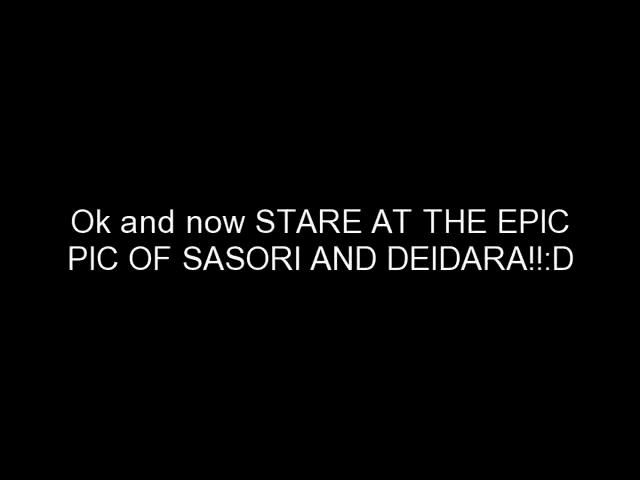 Ok and now STARE AT THE EPIC
PIC OF SASORI AND DEIDARA!!:D